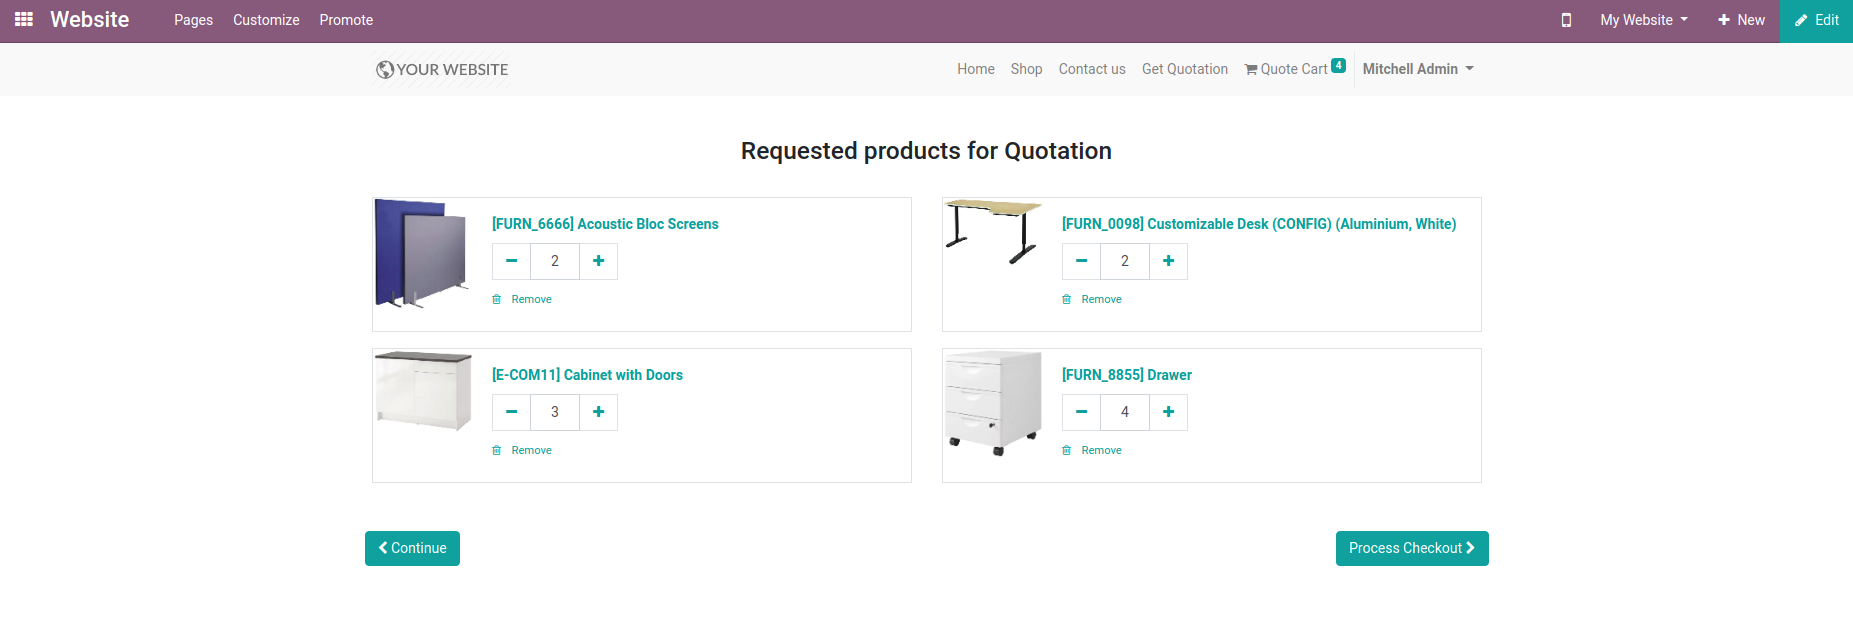 Website Pages Customize Promote My Website New Edit
YOUR WEBSITE Home Shop Contact us Get Quotation Quote Cart 4 Mitchell Admin
Requested products for Quotation
[FURN_6666] Acoustic Bloc Screens
2
Remove
[FURN_0098] Customizable Desk (CONFIG) (Aluminium, White)
2
Remove
[E-COM11] Cabinet with Doors
3
Remove
[FURN_8855] Drawer
4
Remove
Continue
Process Checkout